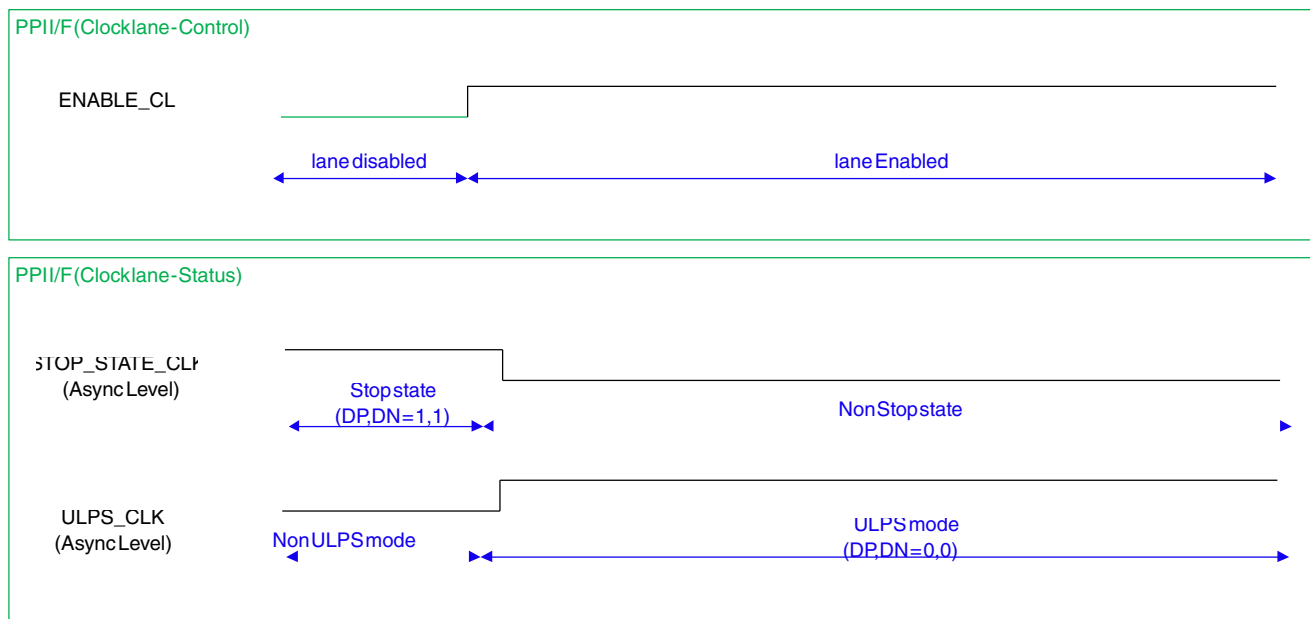 PPII/F(Clocklane-Control)
ENABLE_CL
lane disabled
lane Enabled
PPII/F(Clocklane-Status)
STOP_STATE_CLK
(Async Level)
Stop state
(DP,DN=1,1)
Non Stop state
ULPS_CLK
(Async Level)
Non ULPS mode
ULPS mode
(DP,DN=0,0)